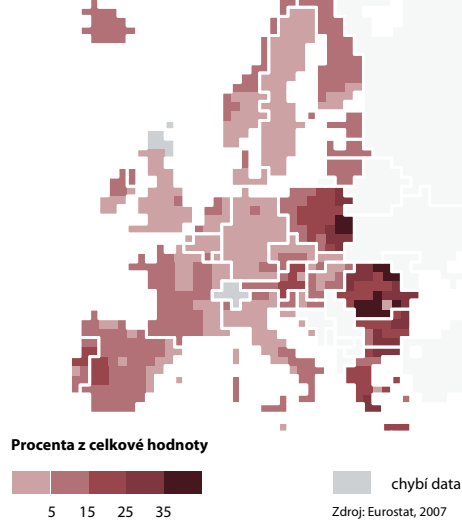 Procenta z celkové hodnoty
5 15 25 35
chybí data
Zdroj: Eurostat, 2007